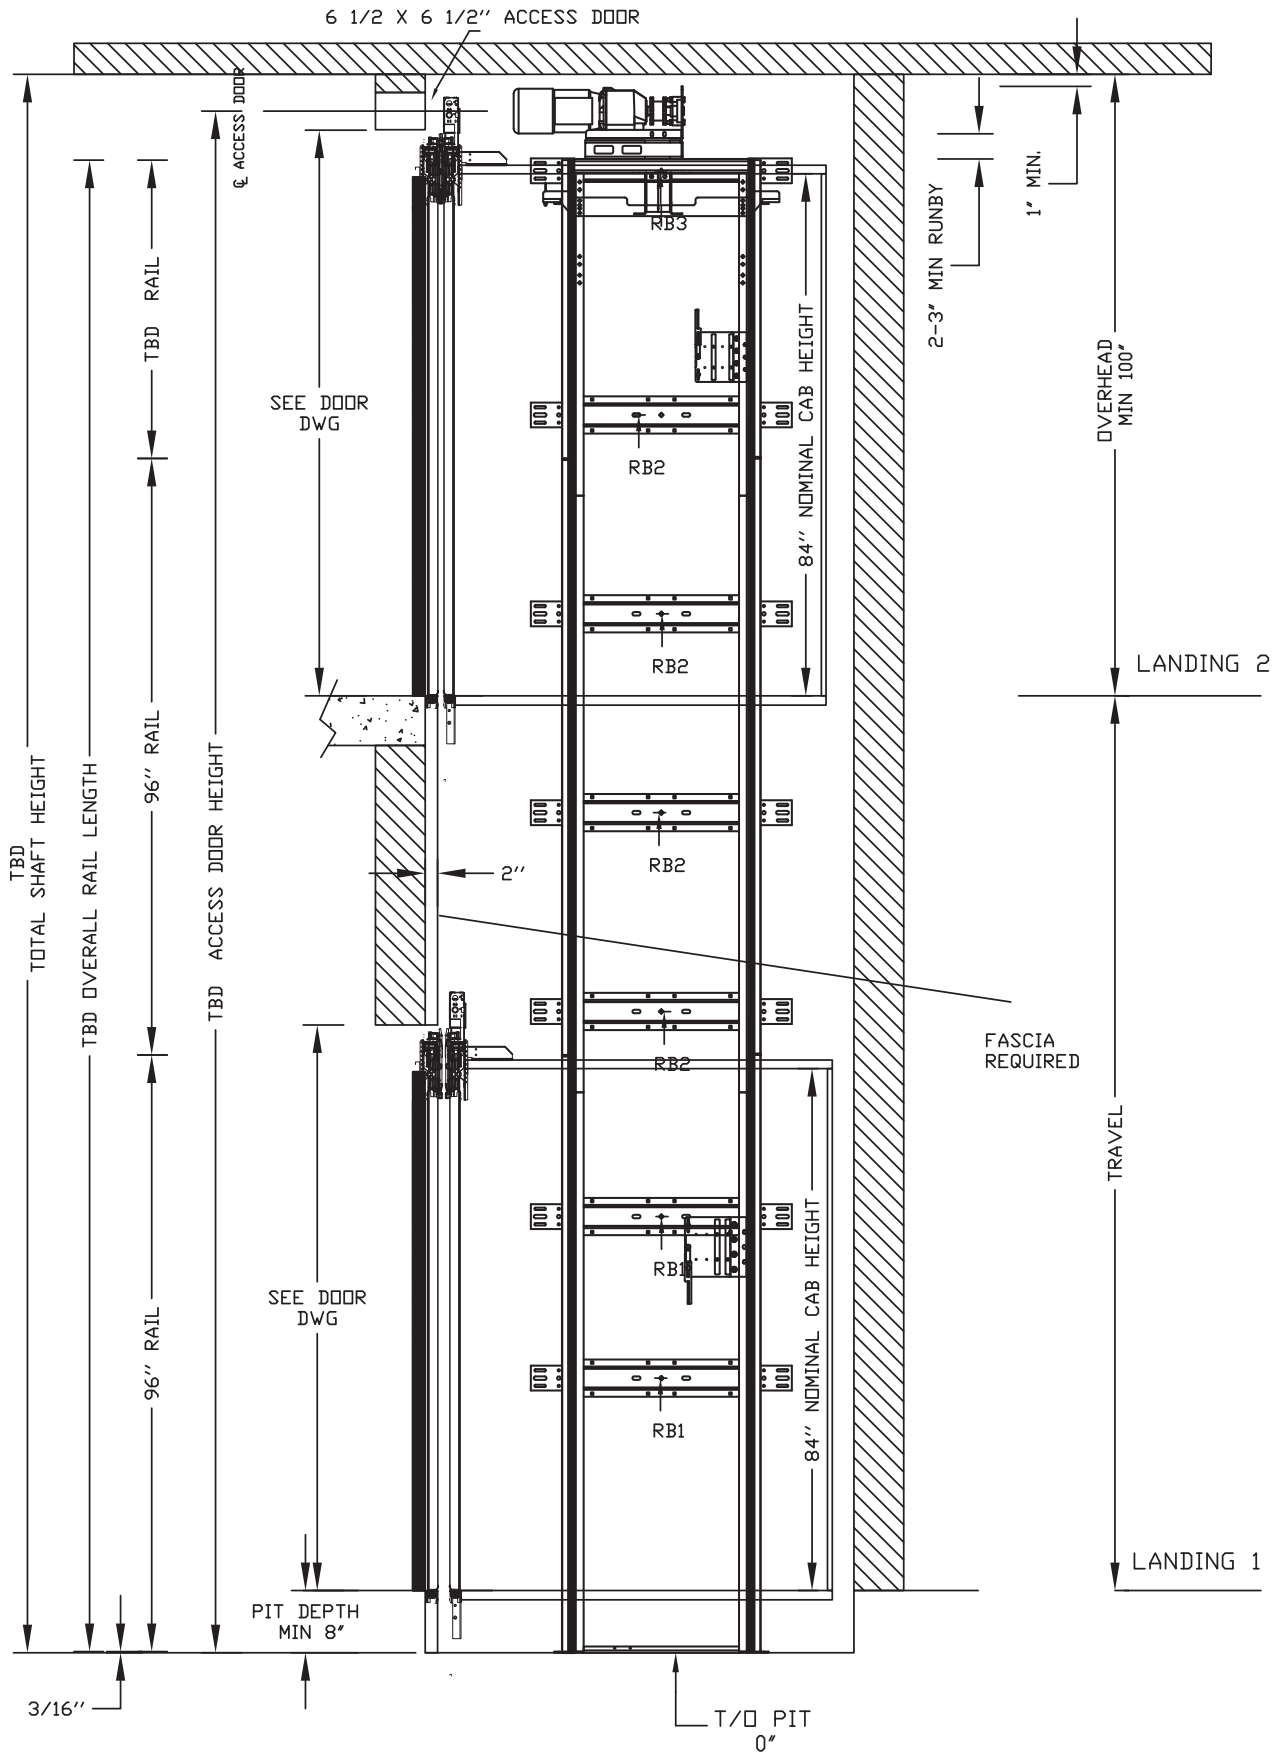 6 1/2 X 6 1/2" ACCESS DOOR
℄ ACCESS DOOR
1" MIN.
2-3" MIN RUNBY
RB3
TBD RAIL
SEE DOOR
DWG
84" NOMINAL CAB HEIGHT
OVERHEAD
MIN 100"
RB2
RB2
LANDING 2
TBD
TOTAL SHAFT HEIGHT
TBD OVERALL RAIL LENGTH
96" RAIL
TBD ACCESS DOOR HEIGHT
RB2
2"
FASCIA
REQUIRED
RB2
TRAVEL
RB1
SEE DOOR
DWG
96" RAIL
84" NOMINAL CAB HEIGHT
RB1
LANDING 1
PIT DEPTH
MIN 8"
3/16"
T/O PIT
0"